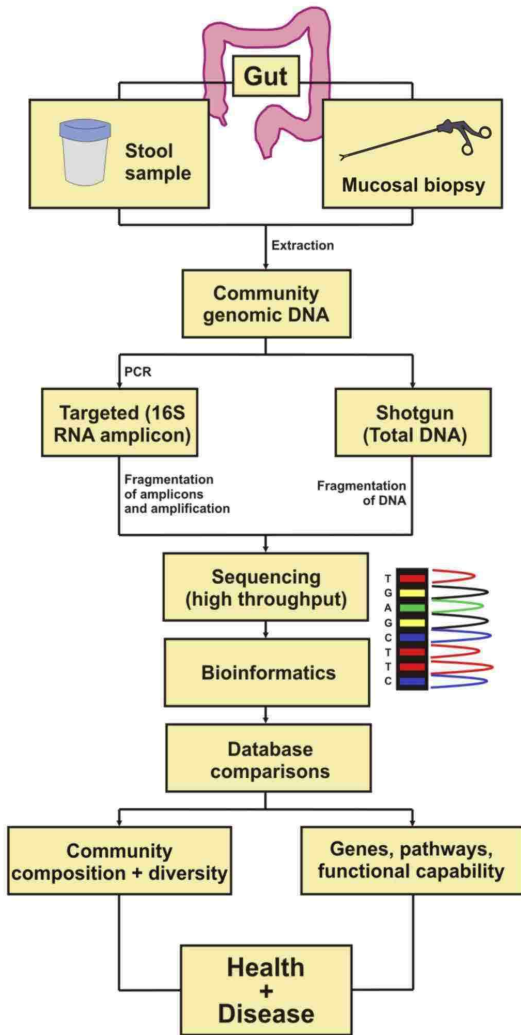 Gut
Stool
sample
Mucosal biopsy
Extraction
Community
genomic DNA
PCR
Targeted (16S
RNA amplicon)
Shotgun
(Total DNA)
Fragmentation
of amplicons
and amplification
Fragmentation
of DNA
Sequencing
(high throughput)
T
G
A
G
C
T
T
C
Bioinformatics
Database
comparisons
Community
composition + diversity
Genes, pathways,
functional capability
Health
+
Disease